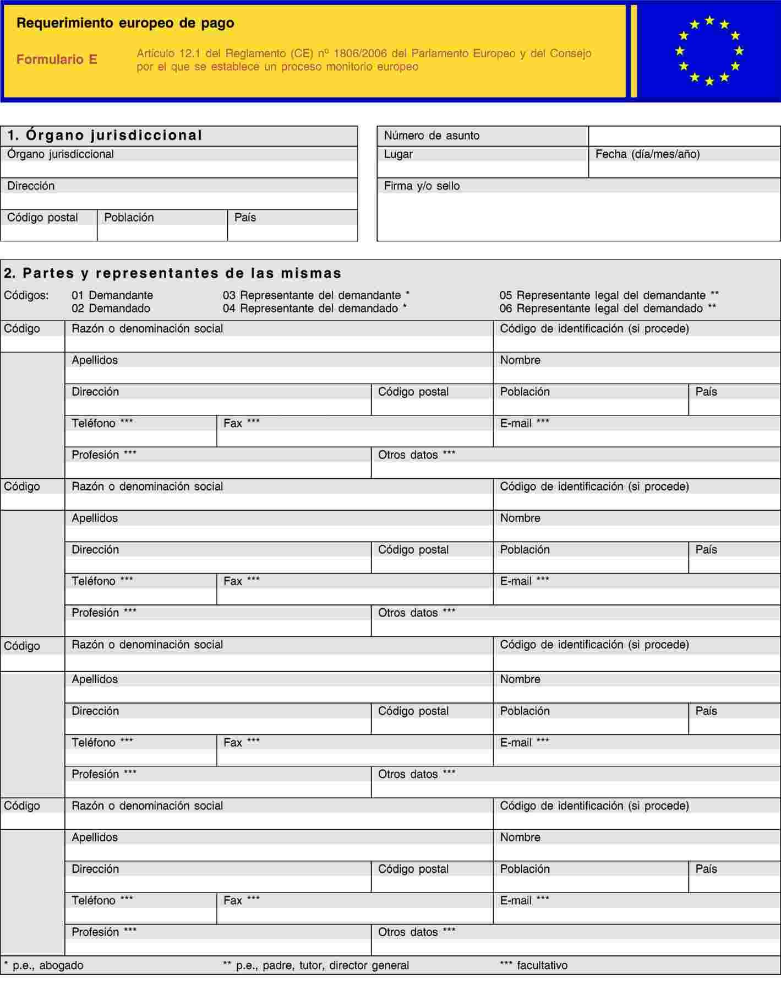 Requerimiento europeo de pago
Formulario E
Artículo 12.1 del Reglamento (CE) nº 1806/2006 del Parlamento Europeo y del Consejo
por el que se establece un proceso monitorio europeo
1. Órgano jurisdiccional
Órgano jurisdiccional
Dirección
Código postal Población País
Número de asunto
Lugar Fecha (día/mes/año)
Firma y/o sello
2. Partes y representantes de las mismas
Códigos: 01 Demandante 03 Representante del demandante * 05 Representante legal del demandante **
02 Demandado 04 Representante del demandado * 06 Representante legal del demandado **
Código Razón o denominación social Código de identificación (si procede)
Apellidos Nombre
Dirección Código postal Población País
Teléfono *** Fax *** E-mail ***
Profesión *** Otros datos ***
Código Razón o denominación social Código de identificación (si procede)
Apellidos Nombre
Dirección Código postal Población País
Teléfono *** Fax *** E-mail ***
Profesión *** Otros datos ***
Código Razón o denominación social Código de identificación (si procede)
Apellidos Nombre
Dirección Código postal Población País
Teléfono *** Fax *** E-mail ***
Profesión *** Otros datos ***
Código Razón o denominación social Código de identificación (si procede)
Apellidos Nombre
Dirección Código postal Población País
Teléfono *** Fax *** E-mail ***
Profesión *** Otros datos ***
* p.e., abogado ** p.e., padre, tutor, director general *** facultativo